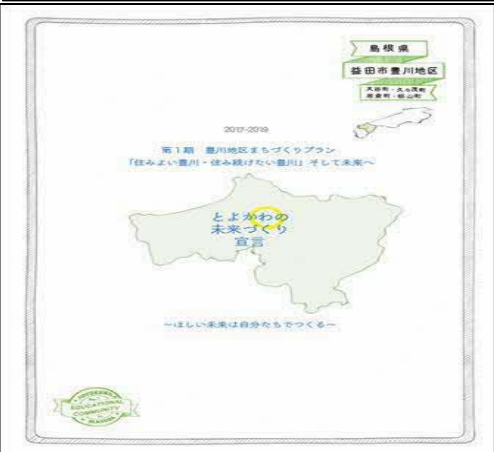 島根県
益田市豊川地区
2017-2019
第1期 豊川地区まちづくりプラン
「住みよい豊川・住み続けたい豊川」そして未来へ
とよかわの
未来づくり
宣言
～ほしい未来は自分たちでつくる～
EDUCATIONAL
COMMUNITY